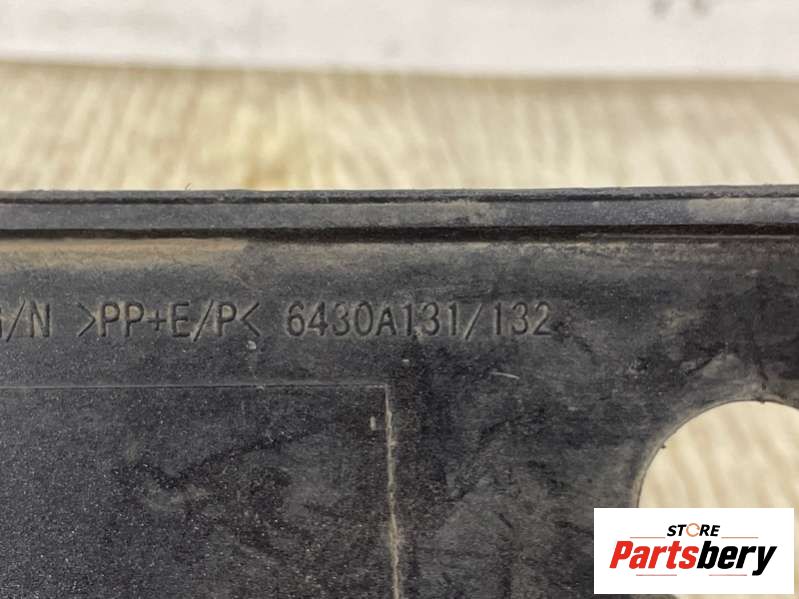 /N >PP+E/P< 6430A131/132
STORE
Partsbery